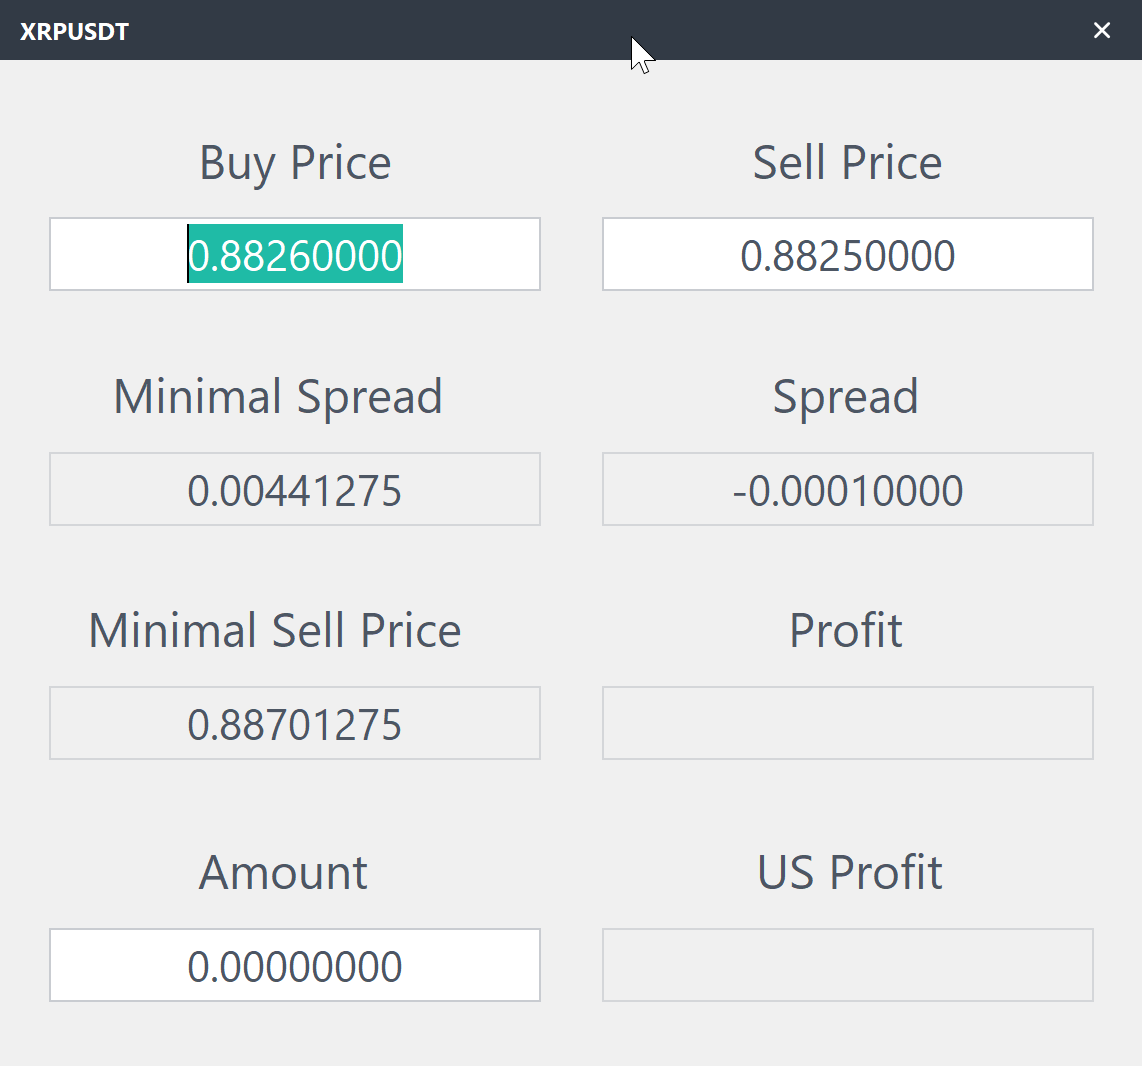 XRPUSDT
Buy Price
Sell Price
0.88260000
0.88250000
Minimal Spread
Spread
0.00441275
-0.00010000
Minimal Sell Price
Profit
0.88701275
Amount
US Profit
0.00000000